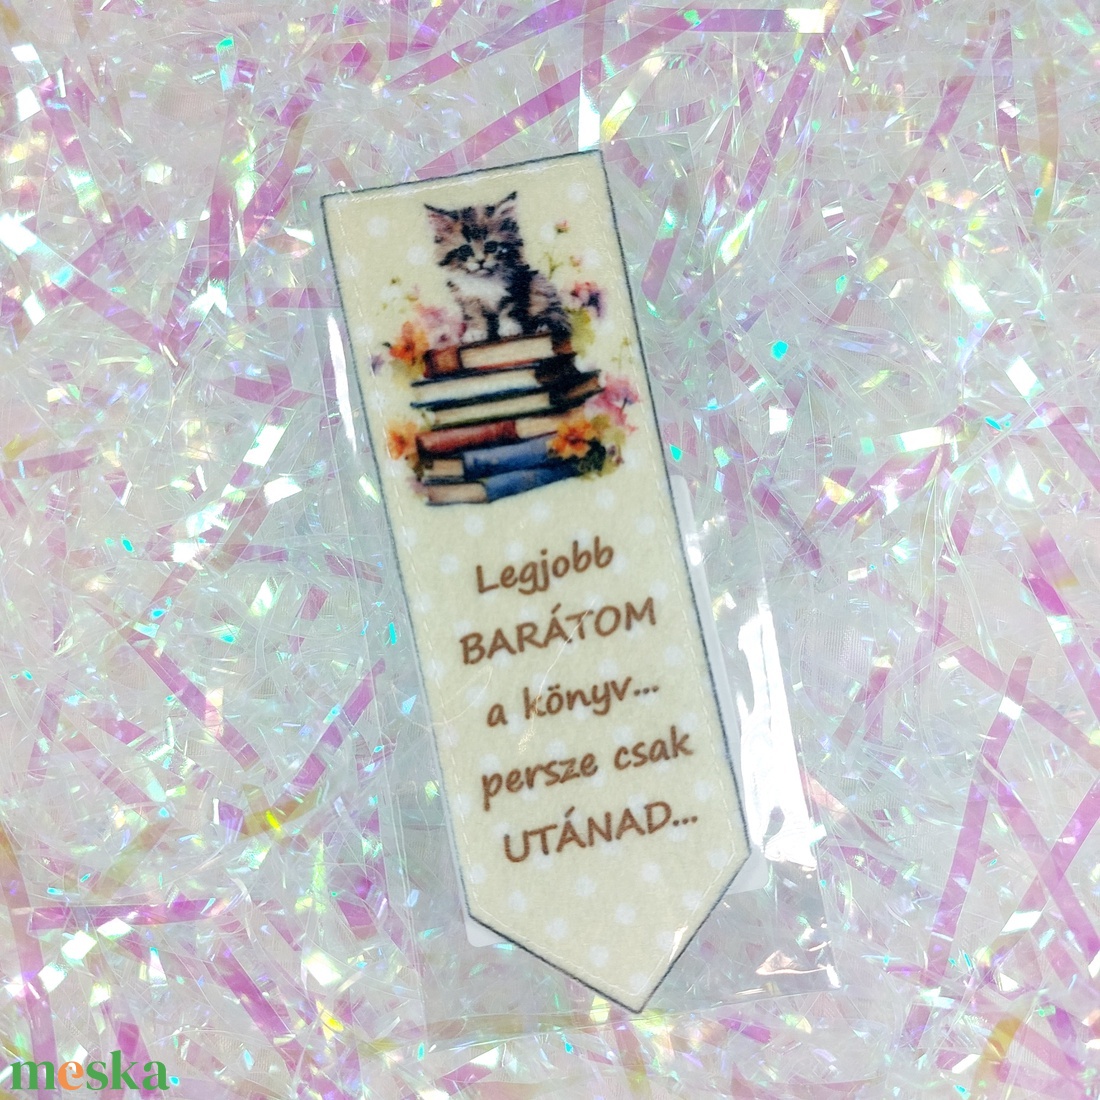 Legjobb
BARÁTOM
a könyv...
persze csak
UTÁNAD...
meska